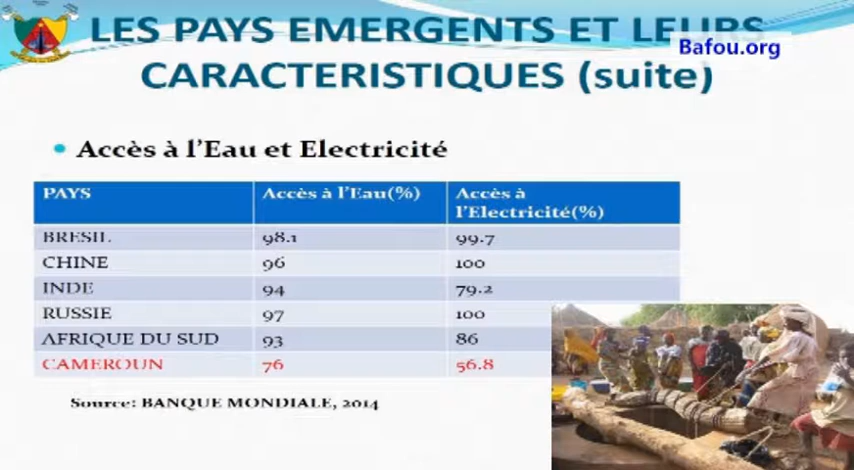 LES PAYS EMERGENTS ET LEURS
Bafou.org
CARACTERISTIQUES (suite)
• Accès à l'Eau et Electricité
PAYS Accès à l'Eau(%) Accès à l'Electricité(%)
BRESIL 98.1 99.7
CHINE 96 100
INDE 94 79.2
RUSSIE 97 100
AFRIQUE DU SUD 93 86
CAMEROUN 76 56.8
Source: BANQUE MONDIALE, 2014